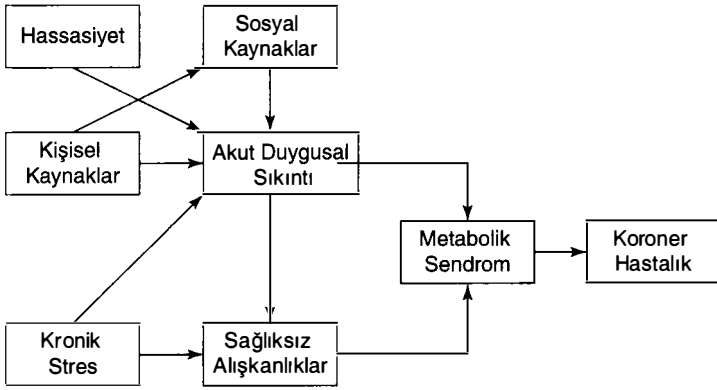 Hassasiyet
Sosyal
Kaynaklar
Kişisel
Kaynaklar
Akut Duygusal
Sıkıntı
Metabolik
Sendrom
Koroner
Hastalık
Kronik
Stres
Sağlıksız
Alışkanlıklar